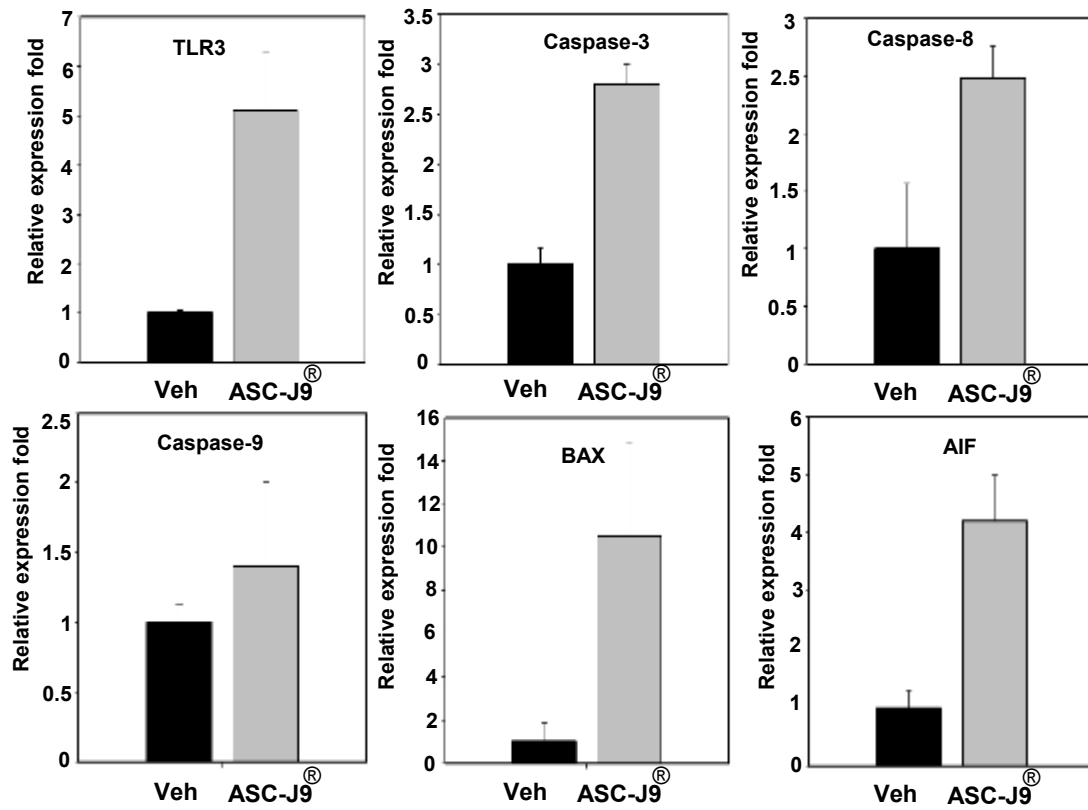 TLR3
Relative expression fold
7
6
5
4
3
2
1
0
Veh ASC-J9®
Caspase-3
Relative expression fold
3.5
3
2.5
2
1.5
1
0.5
0
Veh ASC-J9®
Caspase-8
Relative expression fold
3
2.5
2
1.5
1
0.5
0
Veh ASC-J9®
Caspase-9
Relative expression fold
2.5
2
1.5
1
0.5
0
Veh ASC-J9®
BAX
Relative expression fold
16
14
12
10
8
6
4
2
0
Veh ASC-J9®
AIF
Relative expression fold
6
5
4
3
2
1
0
Veh ASC-J9®